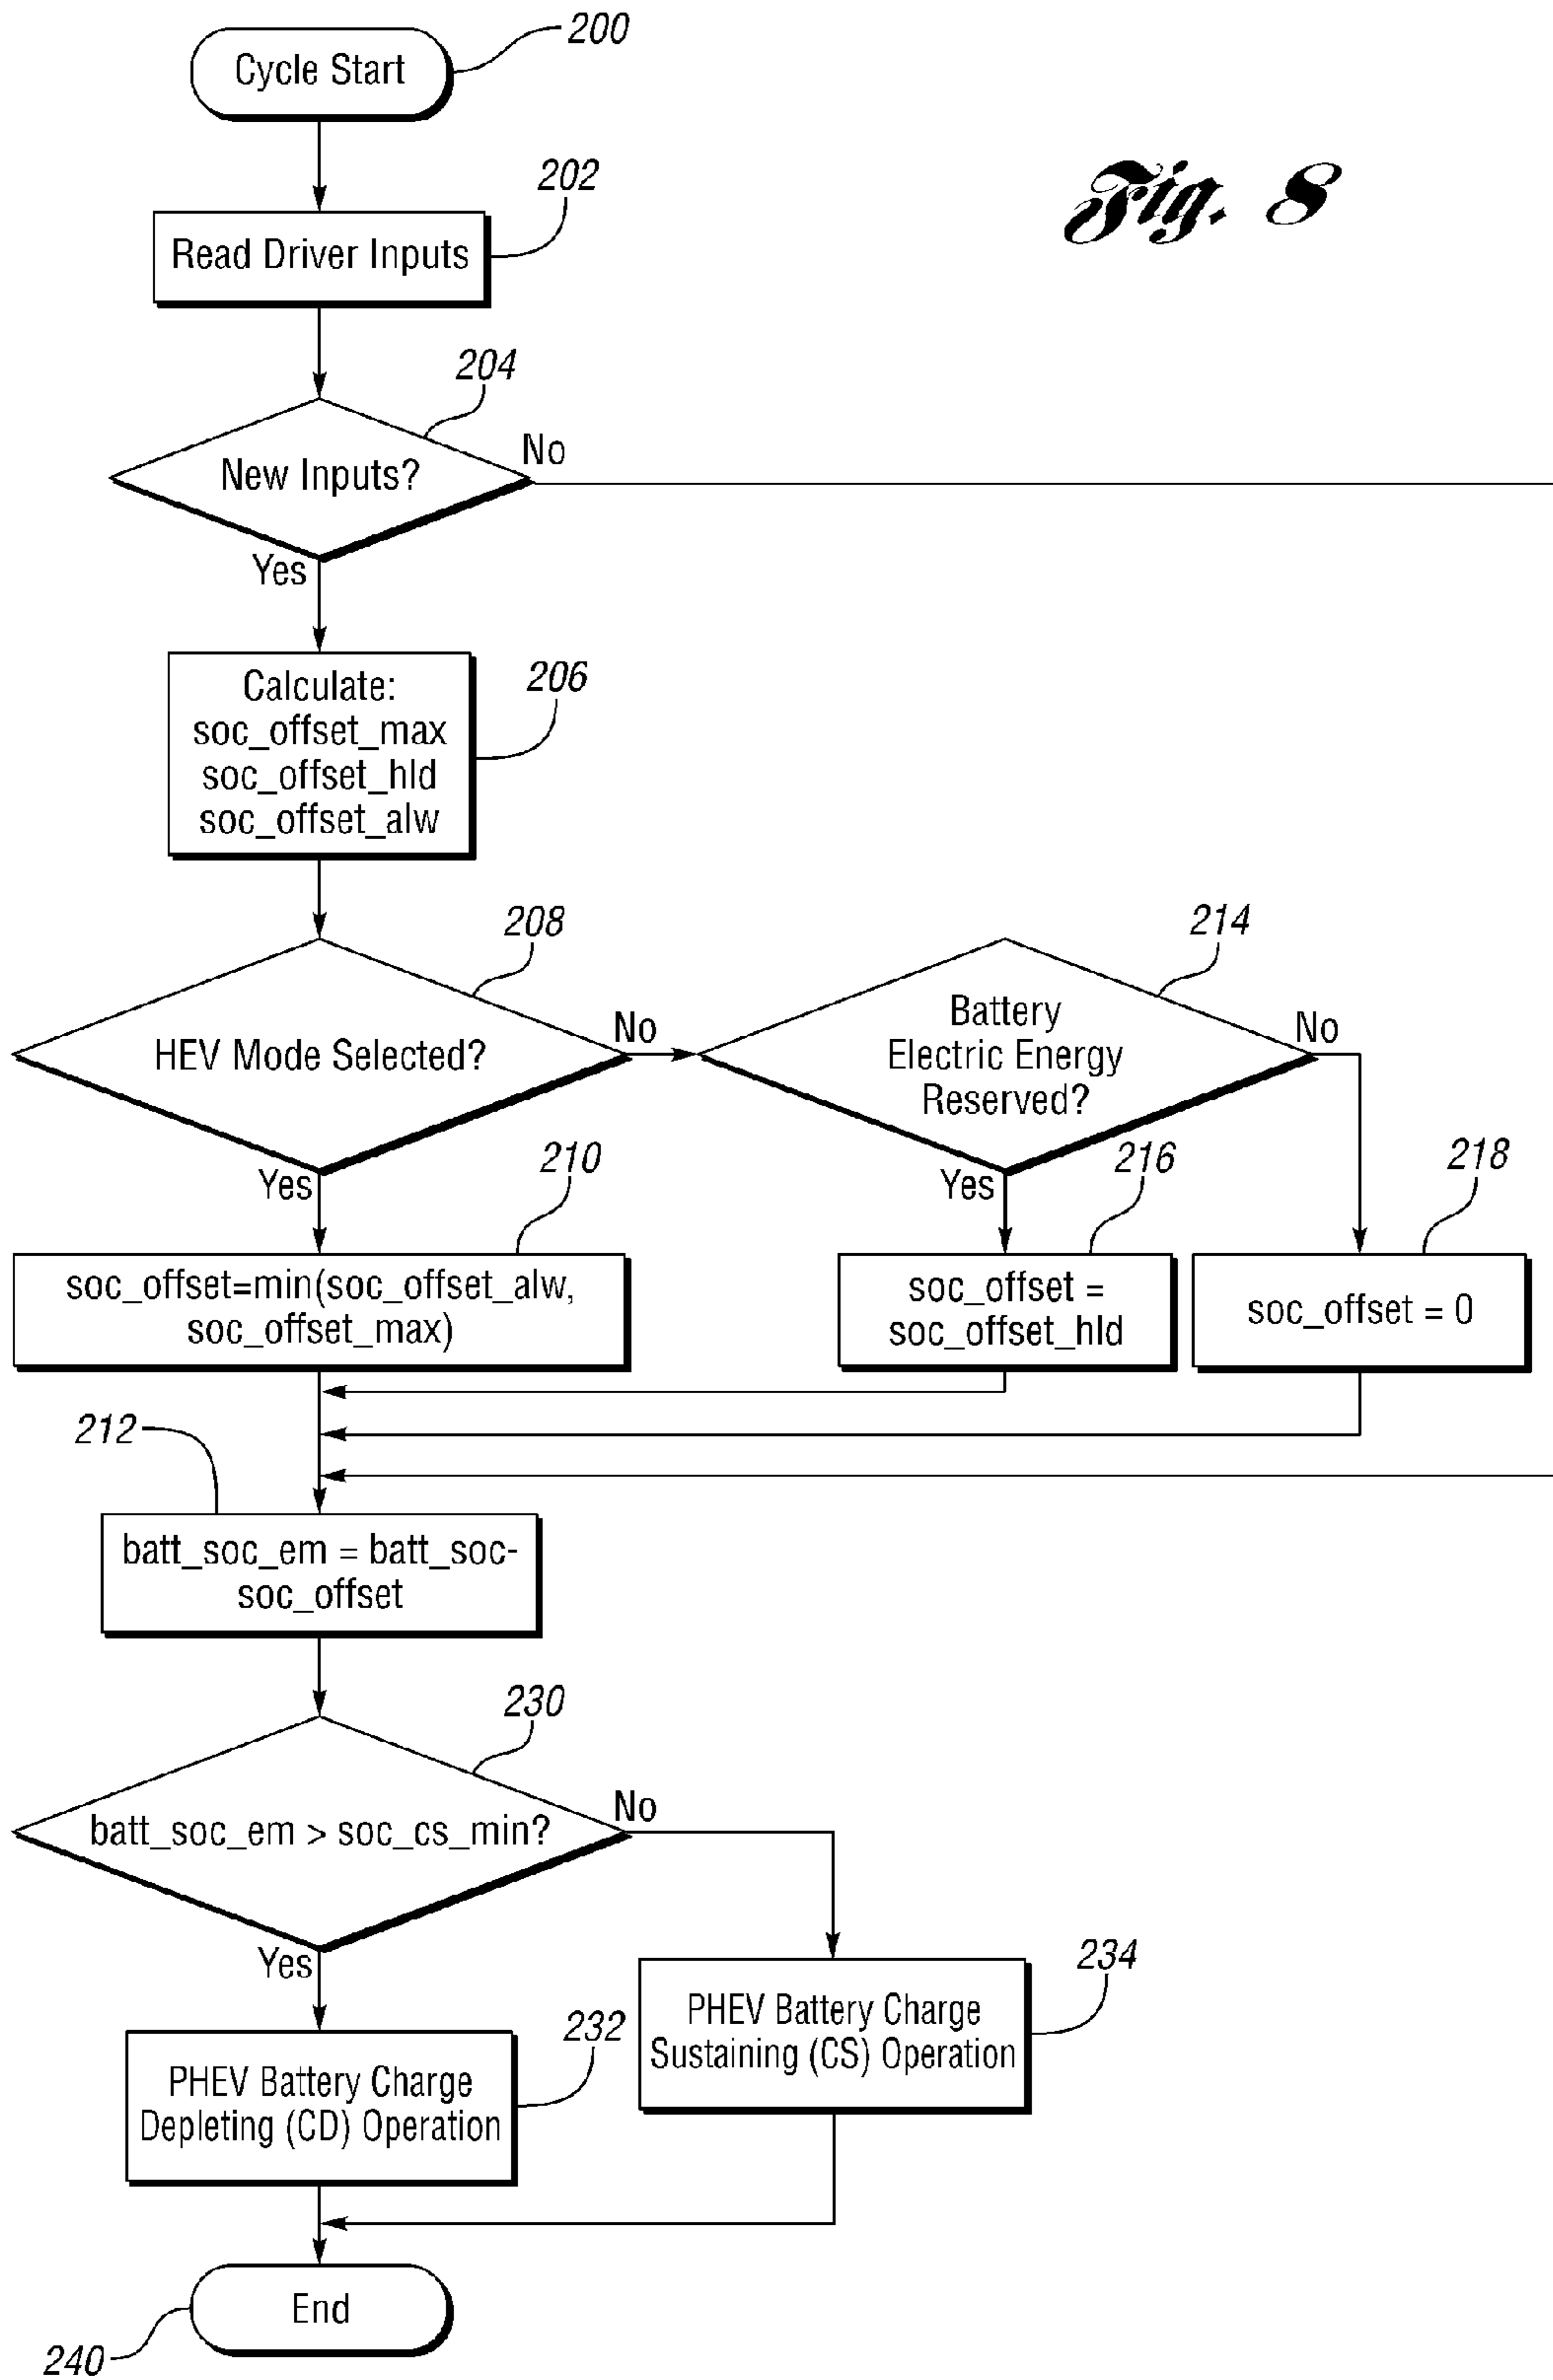 200
Cycle Start
Fig. 8
202
Read Driver Inputs
204
New Inputs?
No
Yes
206
Calculate:
soc_offset_max
soc_offset_hld
soc_offset_alw
208
HEV Mode Selected?
No
Yes
214
Battery
Electric Energy
Reserved?
No
Yes
210
soc_offset=min(soc_offset_alw,
soc_offset_max)
216
soc_offset =
soc_offset_hld
218
soc_offset = 0
212
batt_soc_em = batt_soc-
soc_offset
230
batt_soc_em > soc_cs_min?
No
Yes
234
PHEV Battery Charge
Sustaining (CS) Operation
232
PHEV Battery Charge
Depleting (CD) Operation
End
240